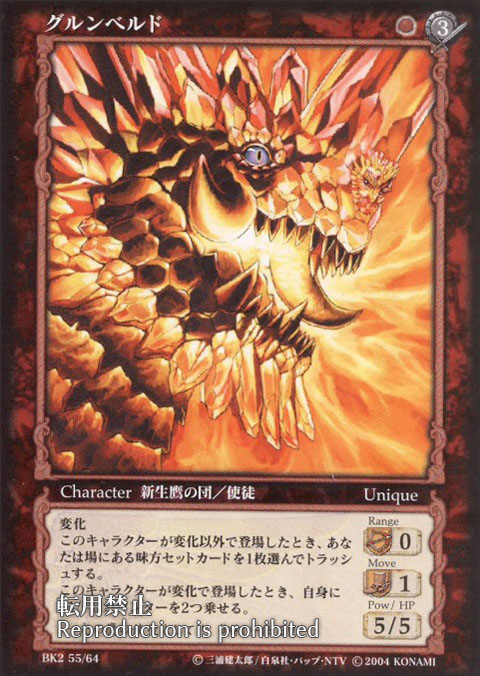 グルンベルド
3
Character 新生鷹の団／使徒 Unique
変化
このキャラクターが変化以外で登場したとき、あな
たは場にある味方セットカードを1枚選んでトラッシ
ュする。
このキャラクターが変化で登場したとき、自身に
ーを2つ乗せる。
Range
0
Move
1
Pow/ HP
5/5
転用禁止
Reproduction is prohibited
BK2 55/64
© 三浦建太郎／白泉社・バップ・NTV © 2004 KONAMI